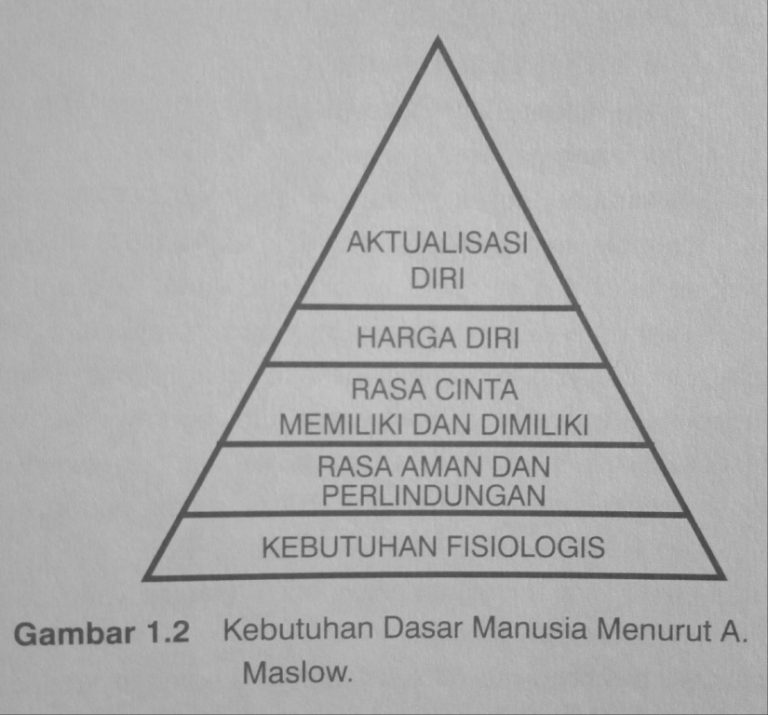 AKTUALISASI
DIRI
HARGA DIRI
RASA CINTA
MEMILIKI DAN DIMILIKI
RASA AMAN DAN
PERLINDUNGAN
KEBUTUHAN FISIOLOGIS
Gambar 1.2 Kebutuhan Dasar Manusia Menurut A.
Maslow.